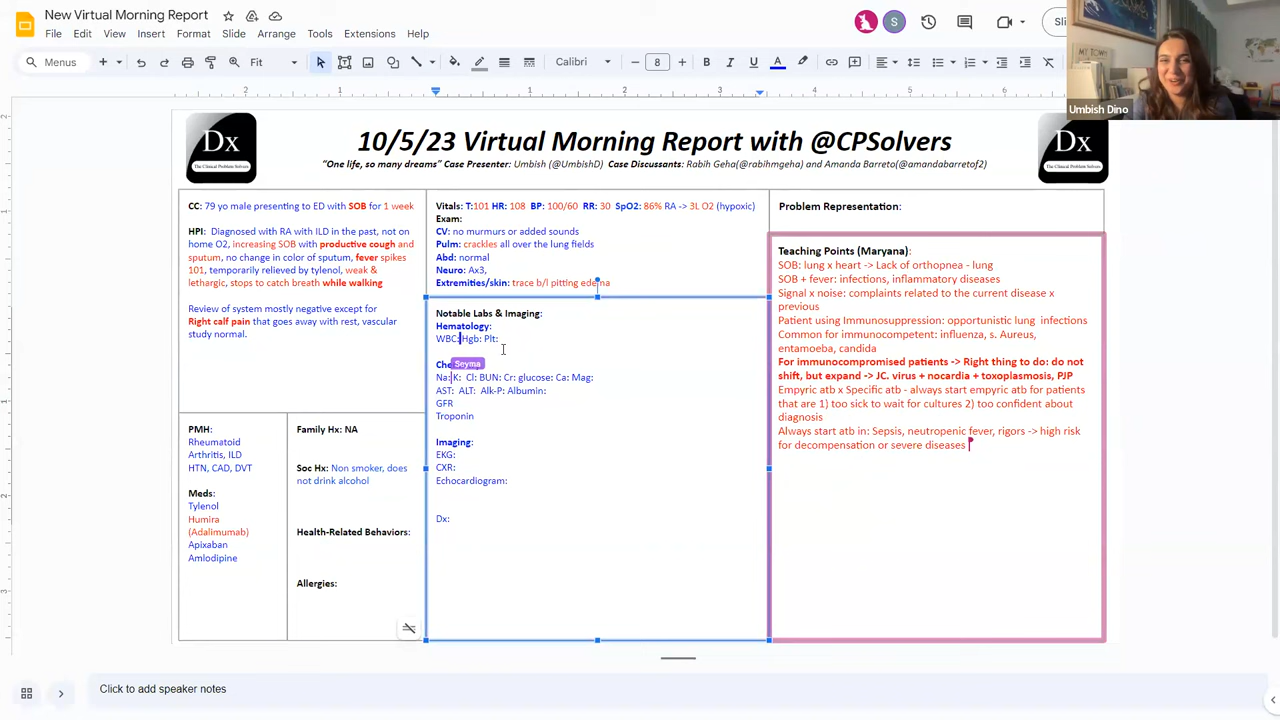 New Virtual Morning Report
File Edit View Insert Format Slide Arrange Tools Extensions Help
Menus
Fit
Calibri
8
B I U A
S
MY TOWN
Umbish Dino
Dx
The Clinical Problem Solvers
10/5/23 Virtual Morning Report with @CPSolvers
"One life, so many dreams" Case Presenter: Umbish (@UmbishD) Case Discussants: Rabih Geha(@rabihmgeha) and Amanda Barreto(@amandabarretof2)
Dx
The Clinical Problem Solvers
CC: 79 yo male presenting to ED with SOB for 1 week
HPI: Diagnosed with RA with ILD in the past, not on
home O2, increasing SOB with productive cough and
sputum, no change in color of sputum, fever spikes
101, temporarily relieved by tylenol, weak &
lethargic, stops to catch breath while walking
Review of system mostly negative except for
Right calf pain that goes away with rest, vascular
study normal.
PMH:
Rheumatoid
Arthritis, ILD
HTN, CAD, DVT
Meds:
Tylenol
Humira
(Adalimumab)
Apixaban
Amlodipine
Family Hx: NA
Soc Hx: Non smoker, does
not drink alcohol
Health-Related Behaviors:
Allergies:
Vitals: T:101 HR: 108 BP: 100/60 RR: 30 SpO2: 86% RA -> 3L O2 (hypoxic)
Exam:
CV: no murmurs or added sounds
Pulm: crackles all over the lung fields
Abd: normal
Neuro: Ax3,
Extremities/skin: trace b/l pitting edema
Notable Labs & Imaging:
Hematology:
WBC: Hgb: Plt:
Che
Seyma
Na: K: Cl: BUN: Cr: glucose: Ca: Mag:
AST: ALT: Alk-P: Albumin:
GFR
Troponin
Imaging:
EKG:
CXR:
Echocardiogram:
Dx:
Problem Representation:
Teaching Points (Maryana):
SOB: lung x heart -> Lack of orthopnea - lung
SOB + fever: infections, inflammatory diseases
Signal x noise: complaints related to the current disease x
previous
Patient using Immunosuppression: opportunistic lung infections
Common for immunocompetent: influenza, s. Aureus,
entamoeba, candida
For immunocompromised patients -> Right thing to do: do not
shift, but expand -> JC. virus + nocardia + toxoplasmosis, PJP
Empyric atb x Specific atb - always start empyric atb for patients
that are 1) too sick to wait for cultures 2) too confident about
diagnosis
Always start atb in: Sepsis, neutropenic fever, rigors -> high risk
for decompensation or severe diseases
Click to add speaker notes